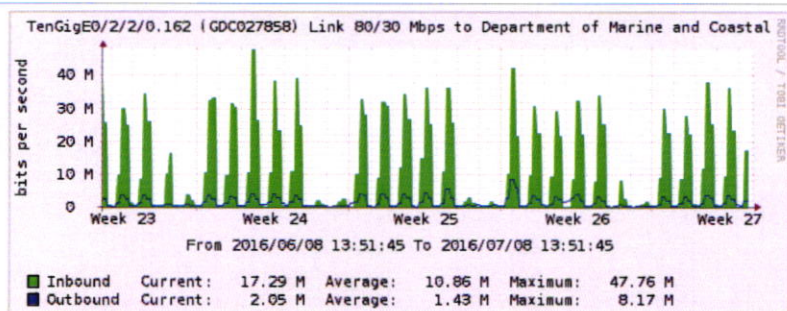 TenGigE0/2/2/0.162 (GDC027858) Link 80/30 Mbps to Department of Marine and Coastal
RRDTOOL / TOBI OETIKER
bits per second
40 M
30 M
20 M
10 M
0
Week 23 Week 24 Week 25 Week 26 Week 27
From 2016/06/08 13:51:45 To 2016/07/08 13:51:45
Inbound Current: 17.29 M Average: 10.86 M Maximum: 47.76 M
Outbound Current: 2.05 M Average: 1.43 M Maximum: 8.17 M